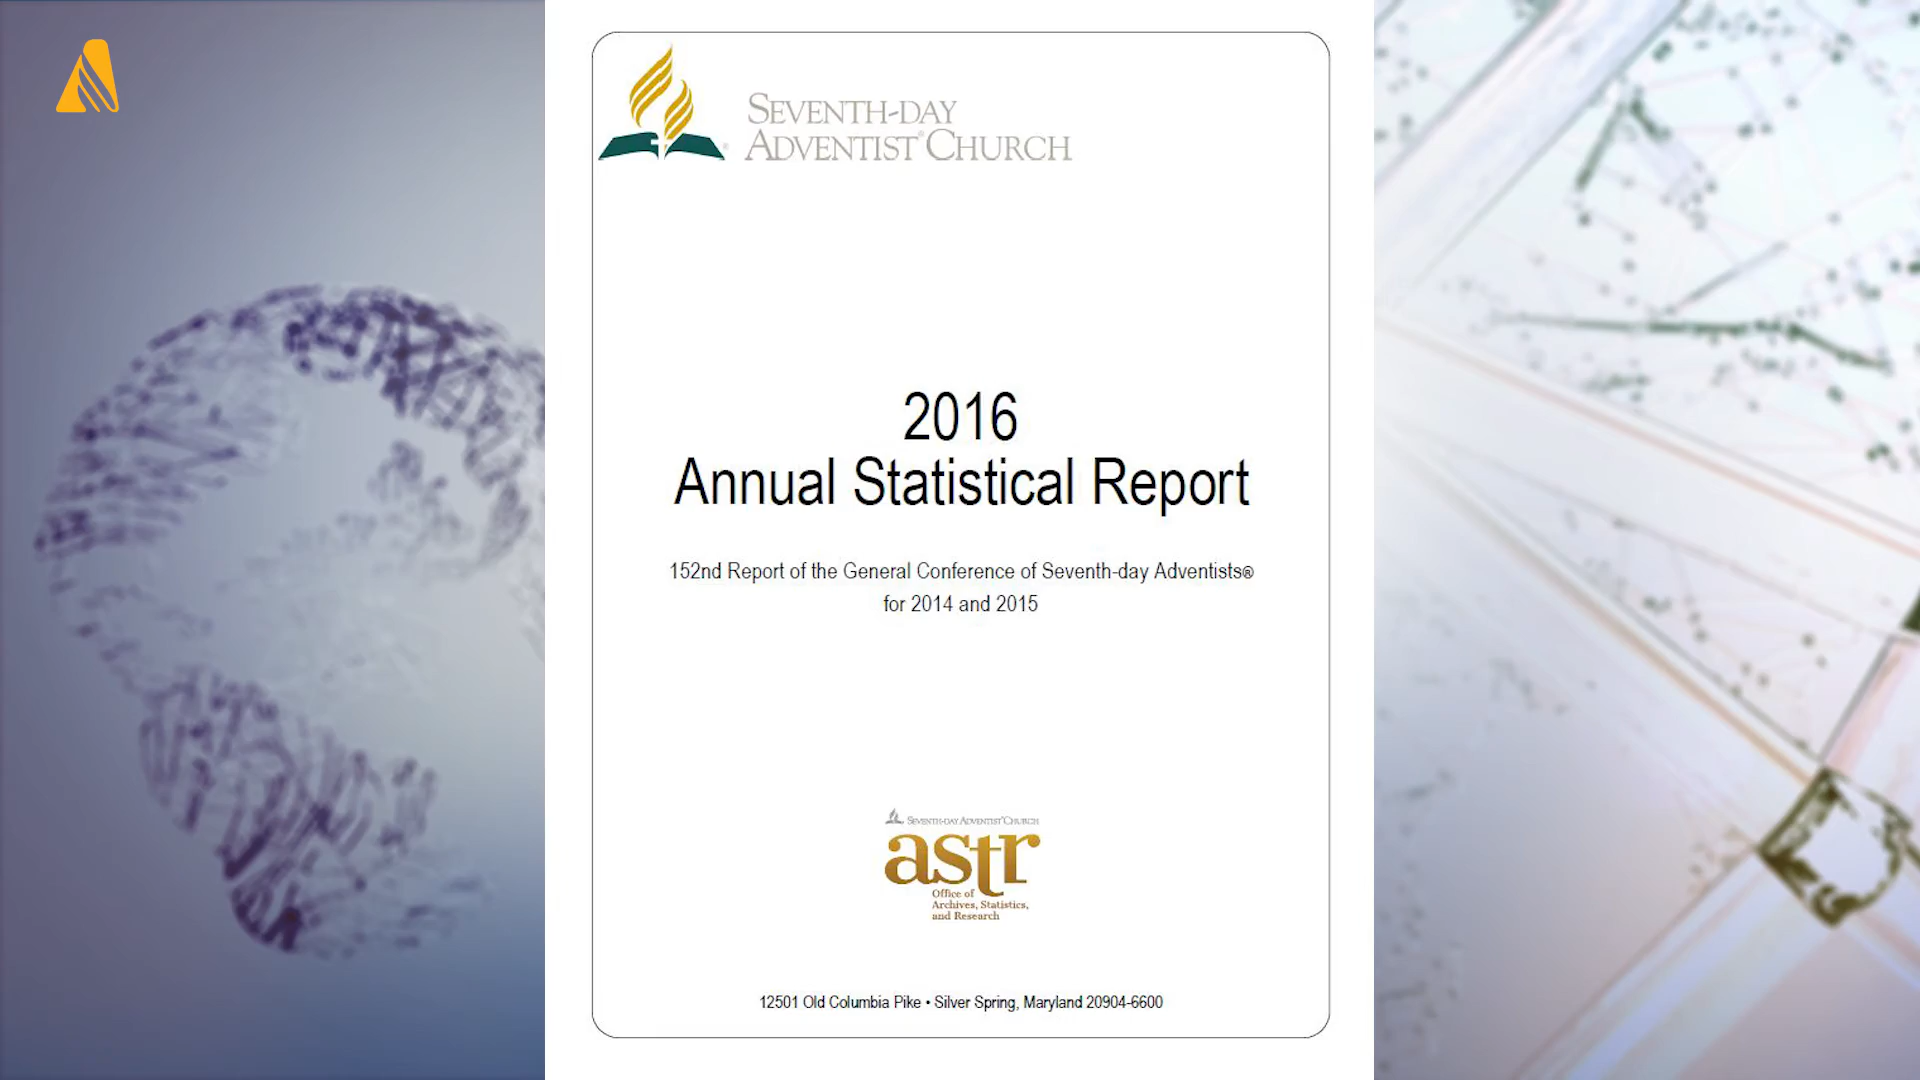 SEVENTH-DAY
ADVENTIST® CHURCH
2016
Annual Statistical Report
152nd Report of the General Conference of Seventh-day Adventists®
for 2014 and 2015
SEVENTH-DAY ADVENTIST® CHURCH
astr
Office of
Archives, Statistics,
and Research
12501 Old Columbia Pike • Silver Spring, Maryland 20904-6600